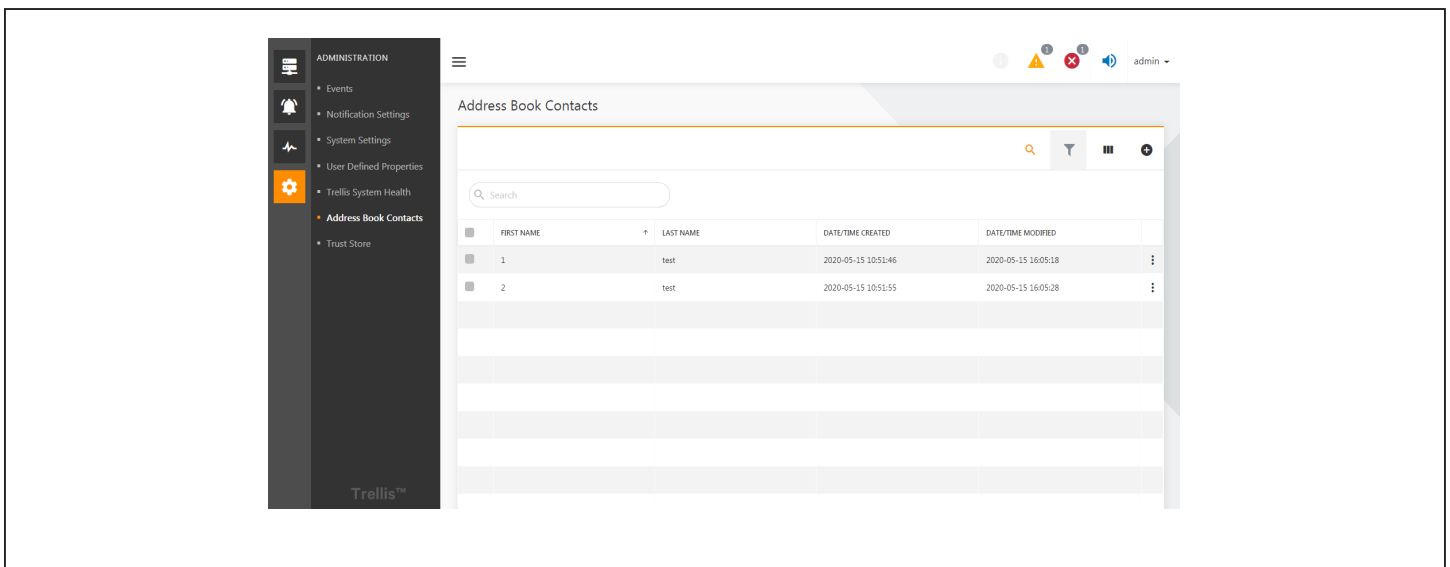 ADMINISTRATION
Events
Notification Settings
System Settings
User Defined Properties
Trellis System Health
Address Book Contacts
Trust Store
Trellis™
1 1 admin
Address Book Contacts
Search
FIRST NAME LAST NAME DATE/TIME CREATED DATE/TIME MODIFIED
1 test 2020-05-15 10:51:46 2020-05-15 16:05:18
2 test 2020-05-15 10:51:55 2020-05-15 16:05:28